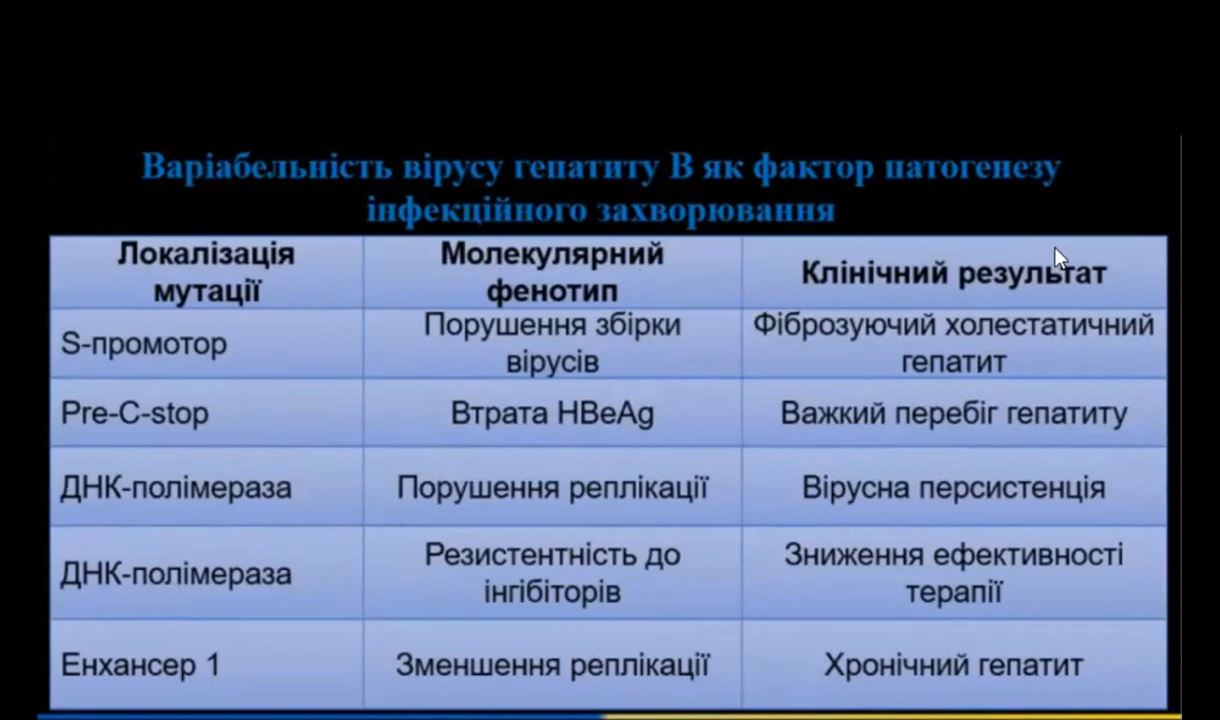 Варіабельність вірусу гепатиту В як фактор патогенезу
інфекційного захворювання
Локалізація
мутації
Молекулярний
фенотип
Клінічний результат
S-промотор
Порушення збірки
вірусів
Фіброзуючий холестатичний
гепатит
Pre-C-stop
Втрата HBeAg
Важкий перебіг гепатиту
ДНК-полімераза
Порушення реплікації
Вірусна персистенція
ДНК-полімераза
Резистентність до
інгібіторів
Зниження ефективності
терапії
Енхансер 1
Зменшення реплікації
Хронічний гепатит